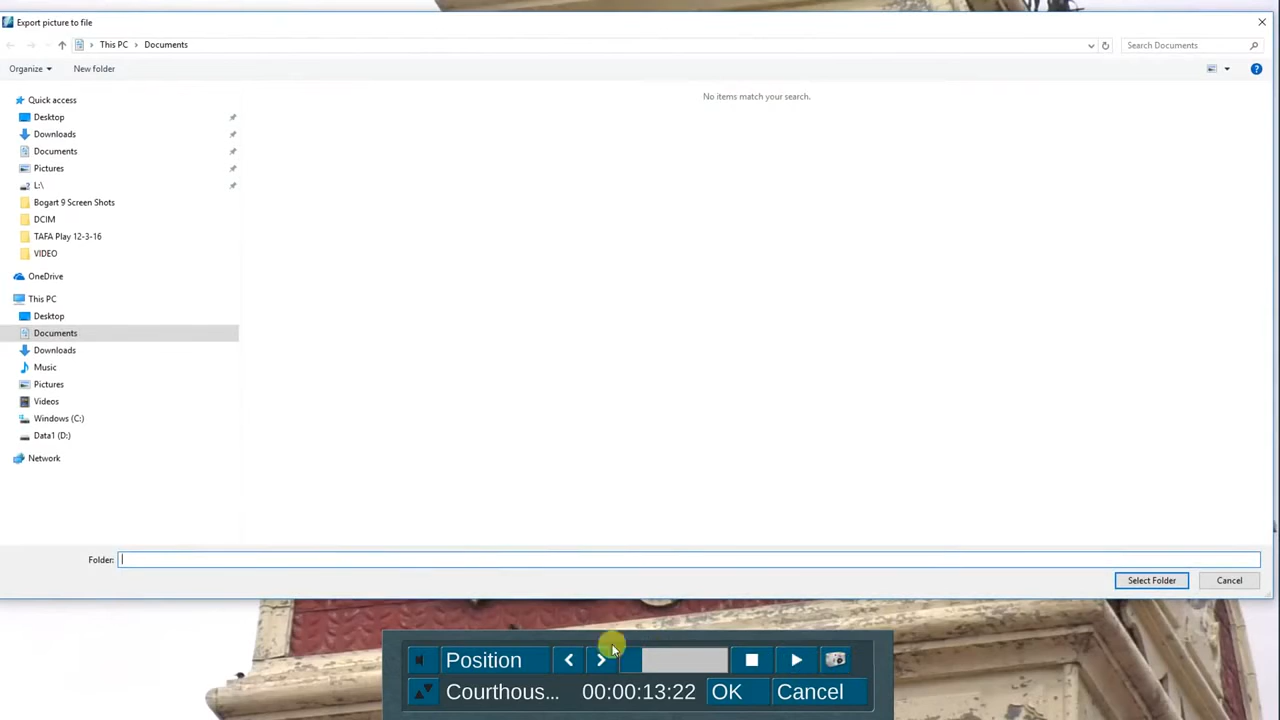 Export picture to file
This PC > Documents
Search Documents
Organize
New folder
No items match your search.
Quick access
Desktop
Downloads
Documents
Pictures
L:\
Bogart 9 Screen Shots
DCIM
TAFA Play 12-3-16
VIDEO
OneDrive
This PC
Desktop
Documents
Downloads
Music
Pictures
Videos
Windows (C:)
Data1 (D:)
Network
Folder:
Select Folder
Cancel
Position
Courthous... 00:00:13:22 OK Cancel